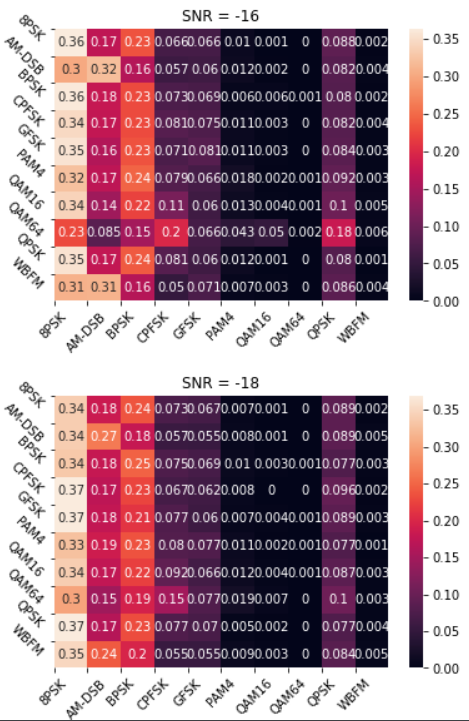 SNR = -16
8PSK 0.36 0.17 0.23 0.066 0.066 0.01 0.001 0 0.088 0.002
AM-DSB 0.3 0.32 0.16 0.057 0.06 0.012 0.002 0 0.082 0.004
BPSK 0.36 0.18 0.23 0.073 0.069 0.006 0.006 0.001 0.08 0.002
CPFSK 0.34 0.17 0.23 0.081 0.075 0.011 0.003 0 0.082 0.004
GFSK 0.35 0.16 0.23 0.071 0.081 0.011 0.003 0 0.084 0.003
PAM4 0.32 0.17 0.24 0.079 0.066 0.018 0.002 0.001 0.092 0.003
QAM16 0.34 0.14 0.22 0.11 0.06 0.013 0.004 0.001 0.1 0.005
QAM64 0.23 0.085 0.15 0.2 0.066 0.043 0.05 0.002 0.18 0.006
QPSK 0.35 0.17 0.24 0.081 0.06 0.012 0.001 0 0.08 0.001
WBFM 0.31 0.31 0.16 0.05 0.071 0.007 0.003 0 0.086 0.004
8PSK AM-DSB BPSK CPFSK GFSK PAM4 QAM16 QAM64 QPSK WBFM
0.35
0.30
0.25
0.20
0.15
0.10
0.05
0.00
SNR = -18
8PSK 0.34 0.18 0.24 0.073 0.067 0.007 0.001 0 0.089 0.002
AM-DSB 0.34 0.27 0.18 0.057 0.055 0.008 0.001 0 0.089 0.005
BPSK 0.34 0.18 0.25 0.075 0.069 0.01 0.003 0.001 0.077 0.003
CPFSK 0.37 0.17 0.23 0.067 0.062 0.008 0 0 0.096 0.002
GFSK 0.37 0.18 0.21 0.077 0.06 0.007 0.004 0.001 0.089 0.003
PAM4 0.33 0.19 0.23 0.08 0.077 0.011 0.002 0.001 0.077 0.001
QAM16 0.34 0.17 0.22 0.092 0.066 0.012 0.004 0.001 0.087 0.003
QAM64 0.3 0.15 0.19 0.15 0.077 0.019 0.007 0 0.1 0.003
QPSK 0.37 0.17 0.23 0.077 0.07 0.005 0.002 0 0.077 0.004
WBFM 0.35 0.24 0.2 0.055 0.055 0.009 0.003 0 0.084 0.005
8PSK AM-DSB BPSK CPFSK GFSK PAM4 QAM16 QAM64 QPSK WBFM
0.35
0.30
0.25
0.20
0.15
0.10
0.05
0.00